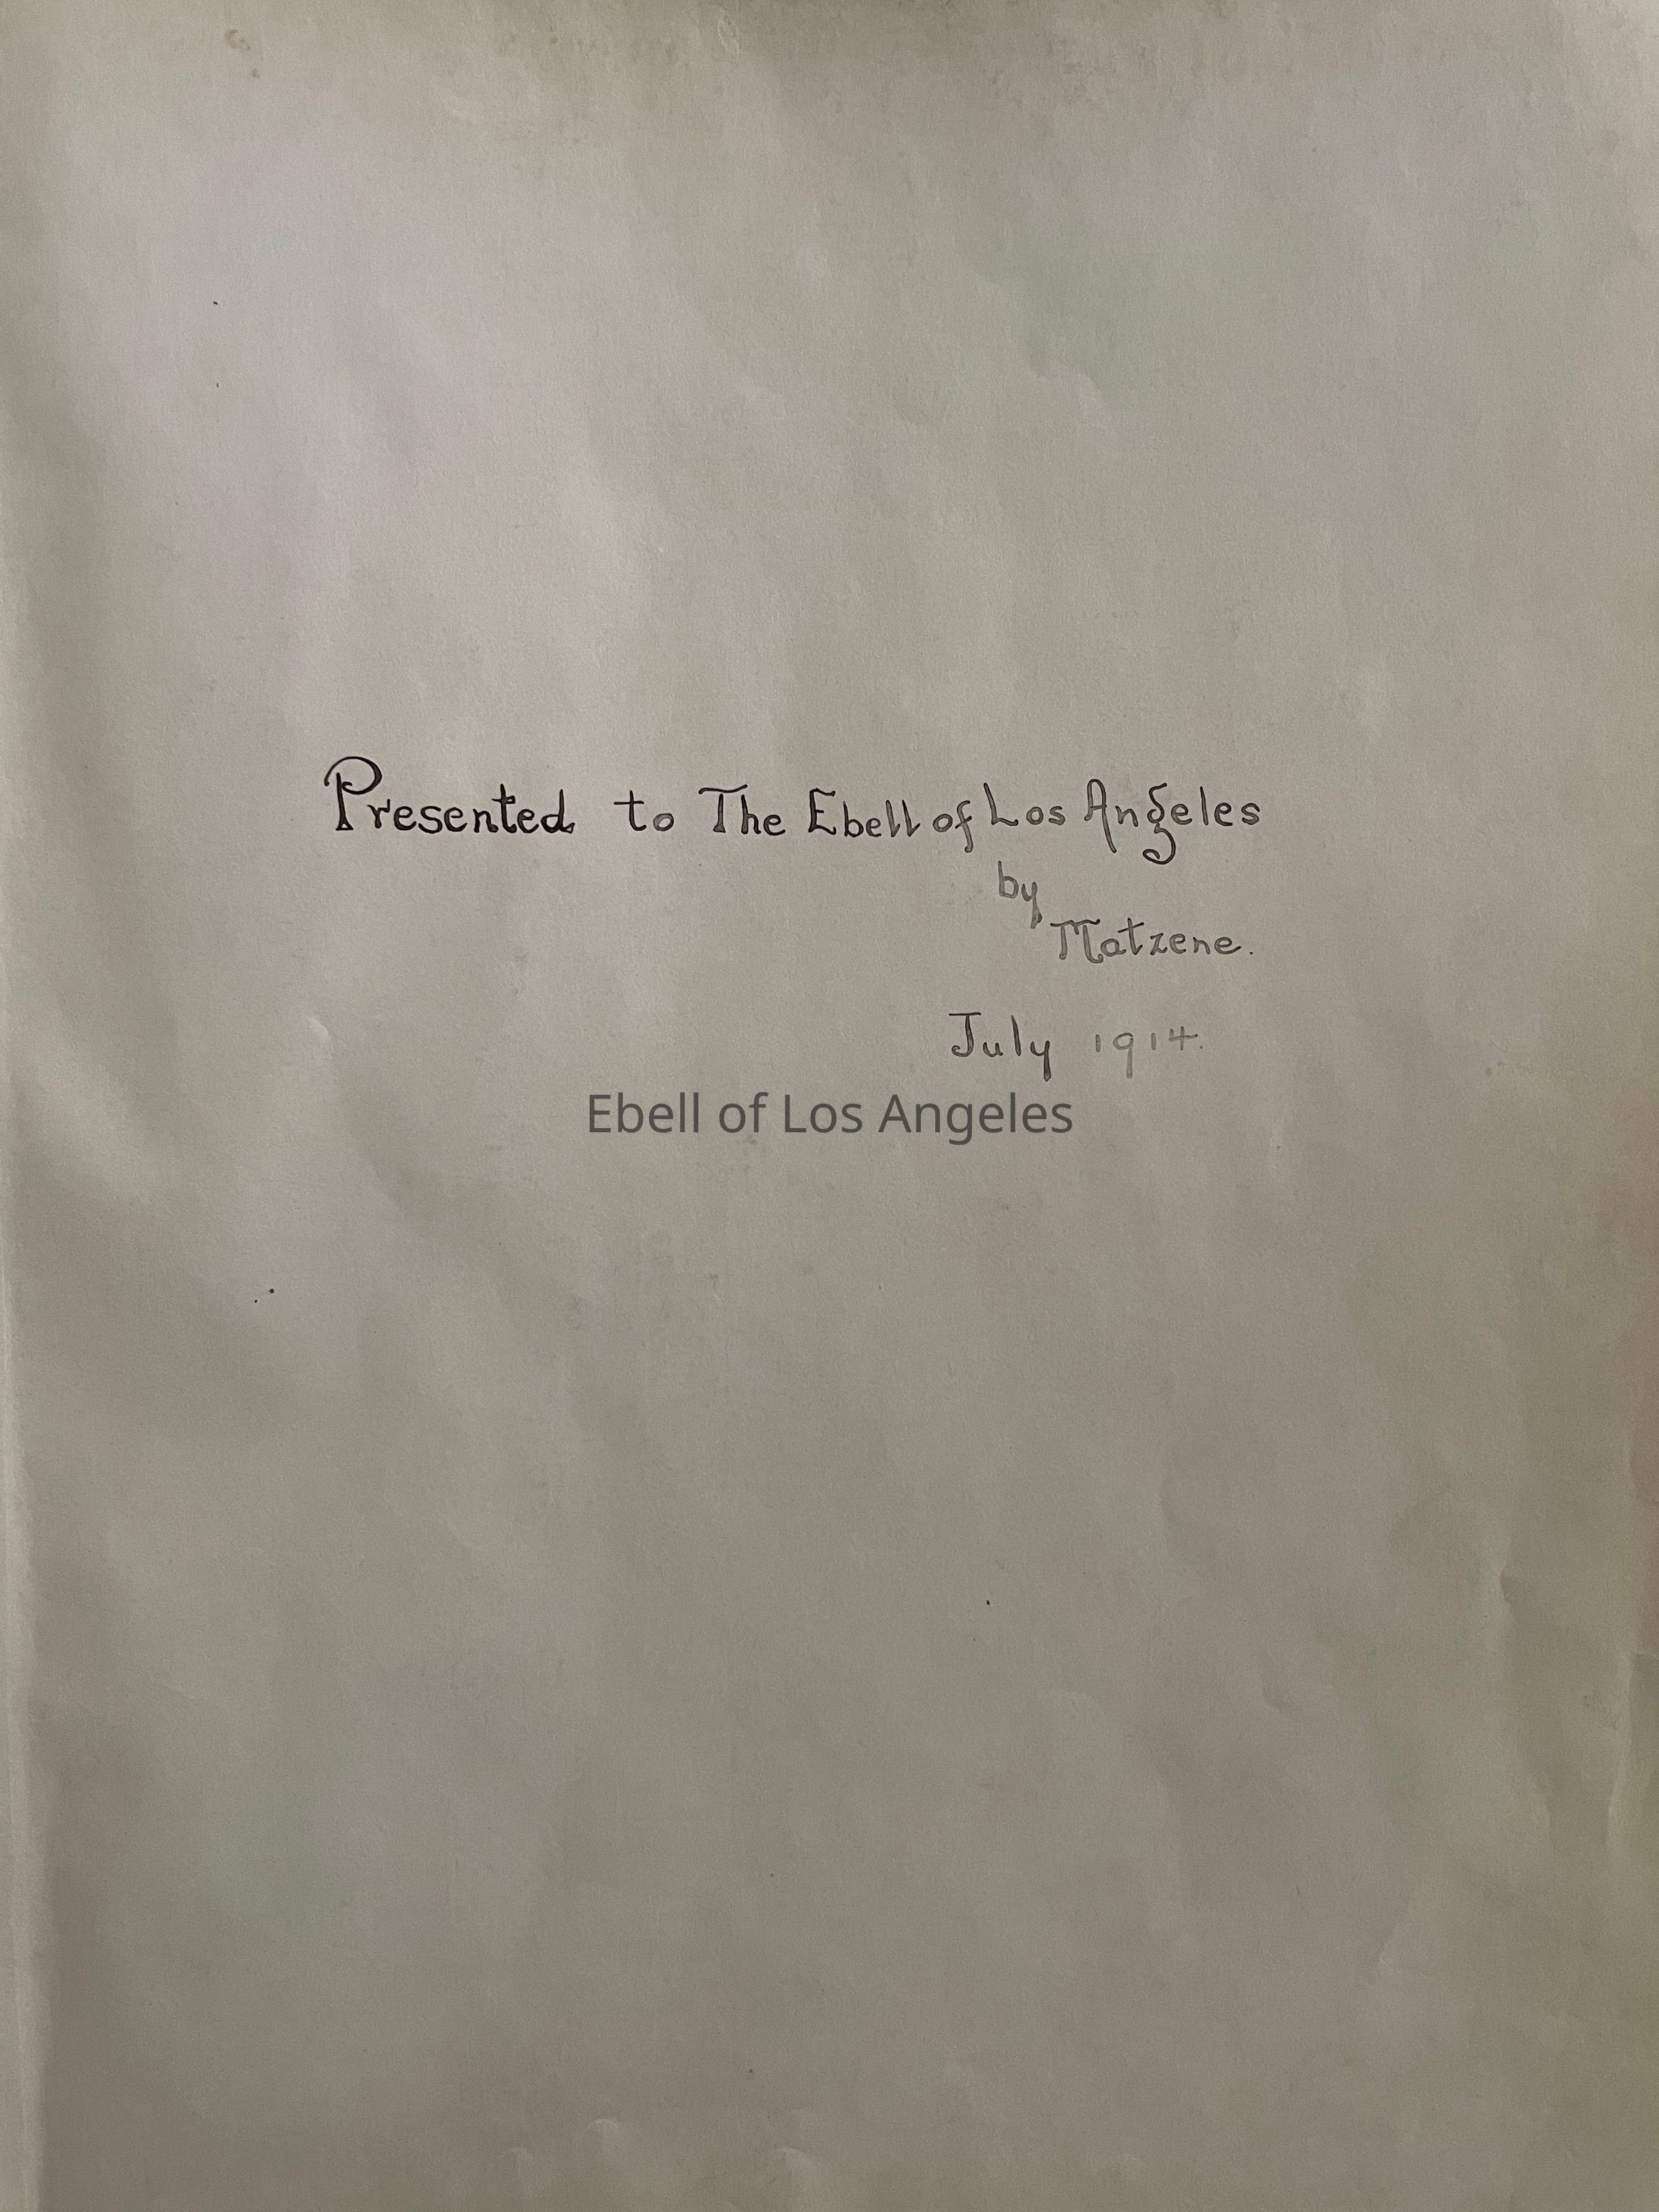 Presented to The Ebell of Los Angeles
by
Matzene.
July 1914.
Ebell of Los Angeles